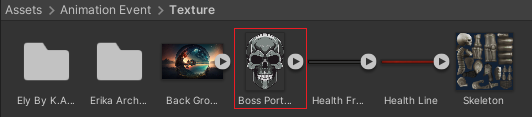 Assets > Animation Event > Texture
Ely By K.A... Erika Arch... Back Gro... Boss Port... Health Fr... Health Line Skeleton